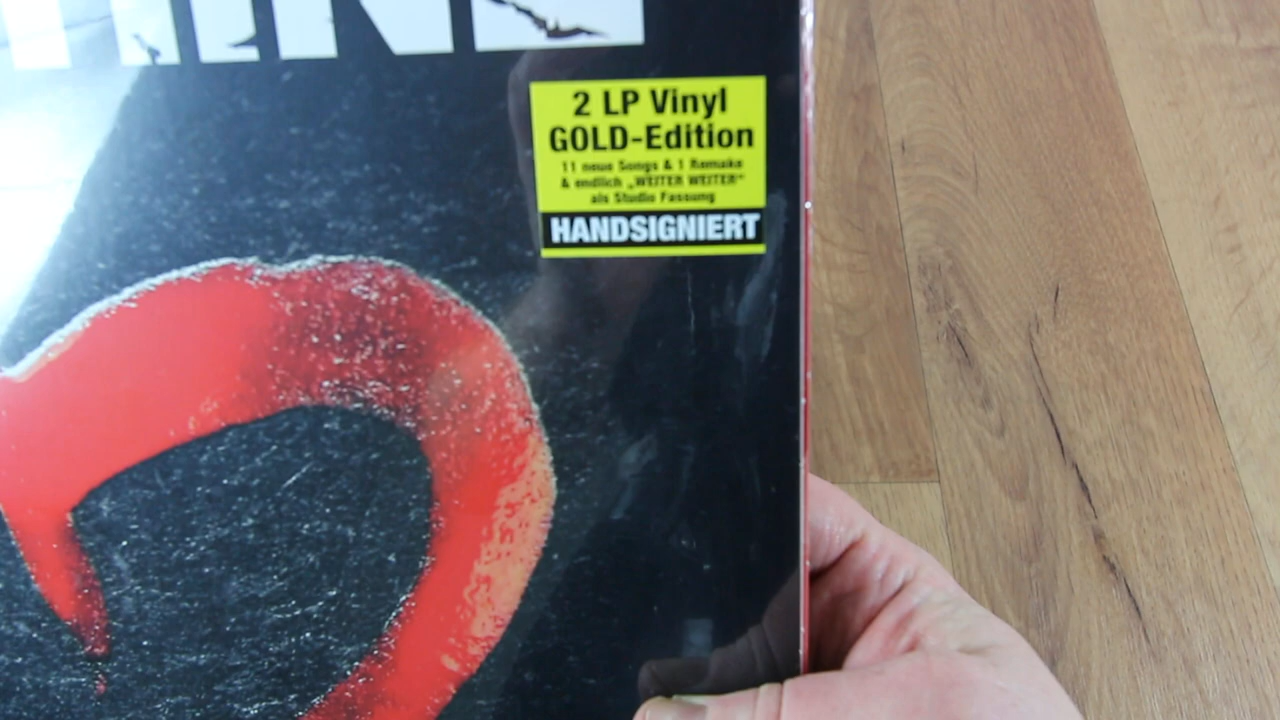 2 LP Vinyl
GOLD-Edition
11 neue Songs & 1 Remake
& endlich „WEITER WEITER“
als Studio Fassung
HANDSIGNIERT